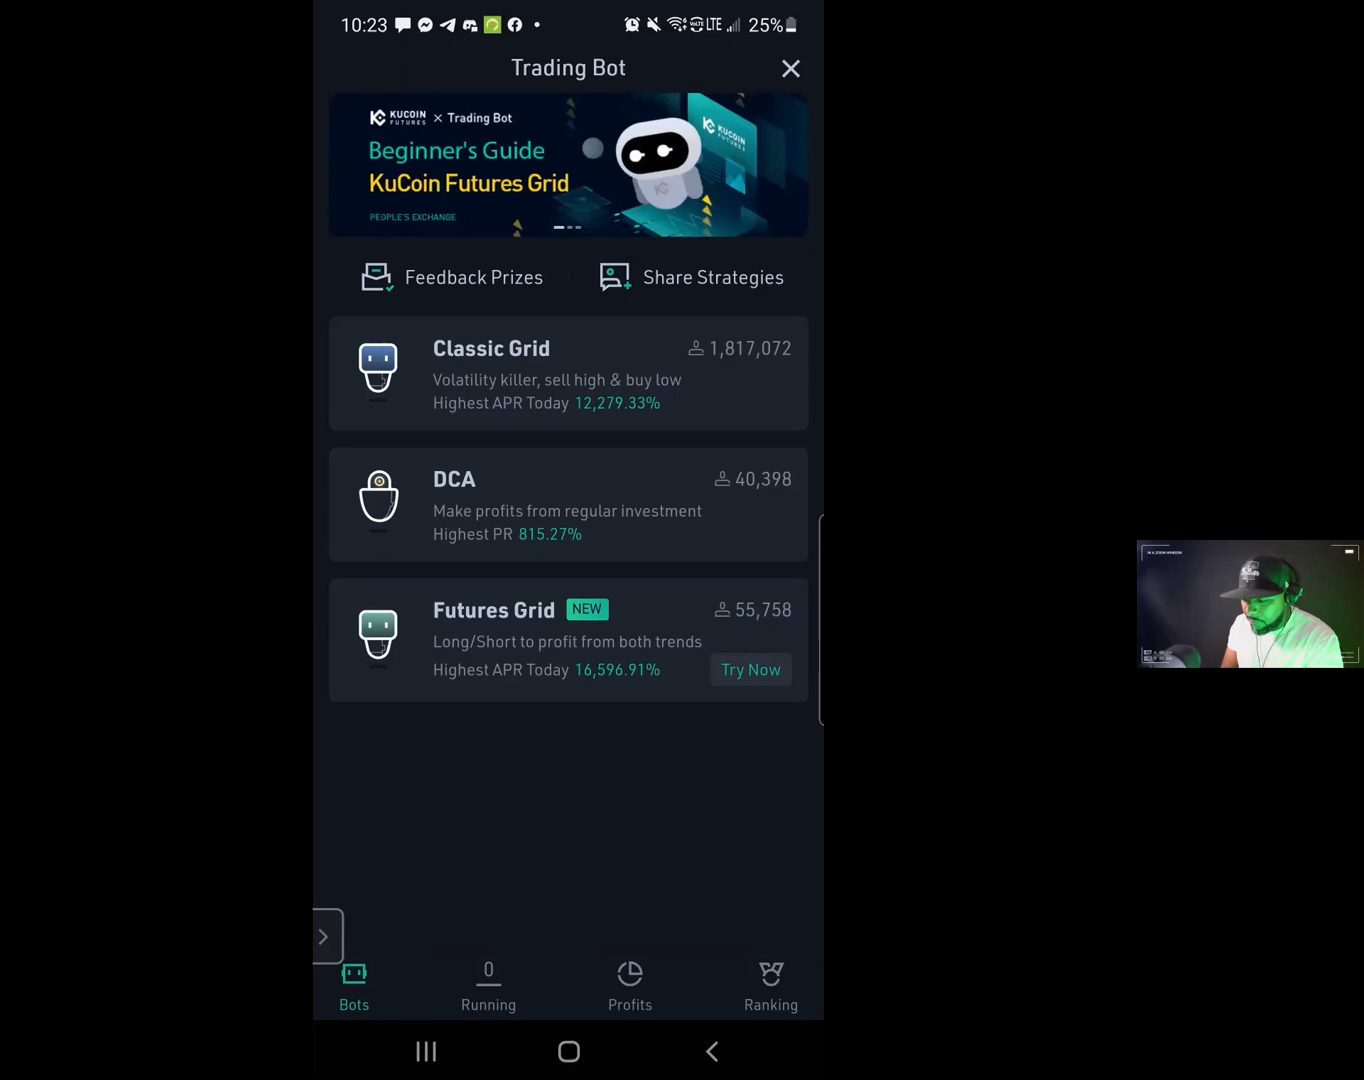 10:23
LTE 25%
Trading Bot
KUCOIN FUTURES × Trading Bot
Beginner's Guide
KuCoin Futures Grid
PEOPLE'S EXCHANGE
KUCOIN
Feedback Prizes
Share Strategies
Classic Grid 1,817,072
Volatility killer, sell high & buy low
Highest APR Today 12,279.33%
DCA 40,398
Make profits from regular investment
Highest PR 815.27%
Futures Grid NEW 55,758
Long/Short to profit from both trends
Highest APR Today 16,596.91%
Try Now
0
Bots Running Profits Ranking